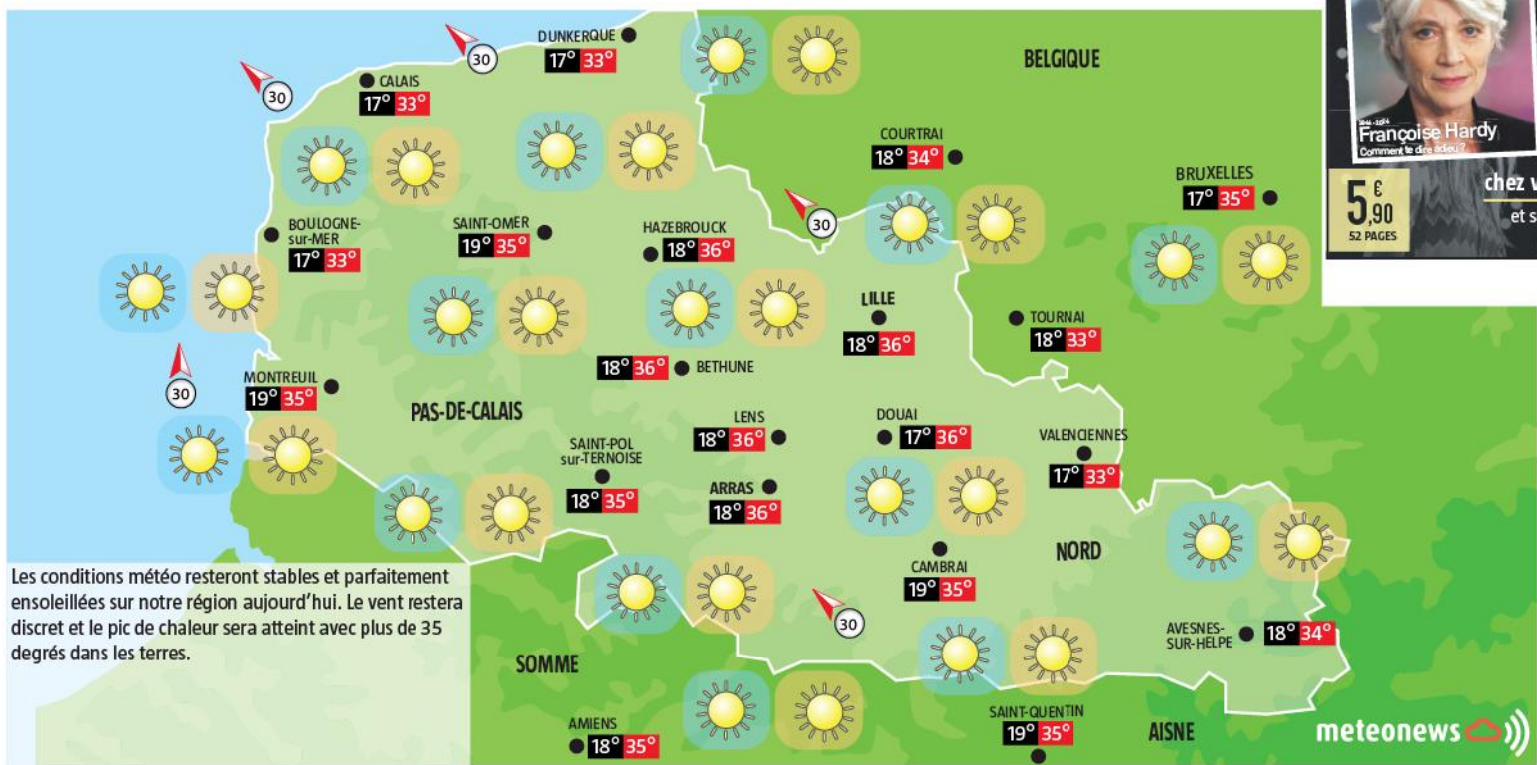 DUNKERQUE
17° 33°
30
30
CALAIS
17° 33°
BELGIQUE
COURTRAI
18° 34°
BRUXELLES
17° 35°
BOULOGNE-
sur-MER
17° 33°
SAINT-OMER
19° 35°
HAZEBROUCK
18° 36°
30
LILLE
18° 36°
TOURNAI
18° 33°
18° 36° BETHUNE
30
MONTREUIL
19° 35°
PAS-DE-CALAIS
LENS
18° 36°
DOUAI
17° 36°
VALENCIENNES
17° 33°
SAINT-POL
sur-TERNOISE
18° 35°
ARRAS
18° 36°
CAMBRAI
19° 35°
NORD
30
AVESNES-
SUR-HELPE
18° 34°
Les conditions météo resteront stables et parfaitement
ensoleillées sur notre région aujourd'hui. Le vent restera
discret et le pic de chaleur sera atteint avec plus de 35
degrés dans les terres.
SOMME
AMIENS
18° 35°
SAINT-QUENTIN
19° 35°
AISNE
meteonews
Françoise Hardy
Comment te dire adieu ?
5,90 €
52 PAGES
chez v
et s